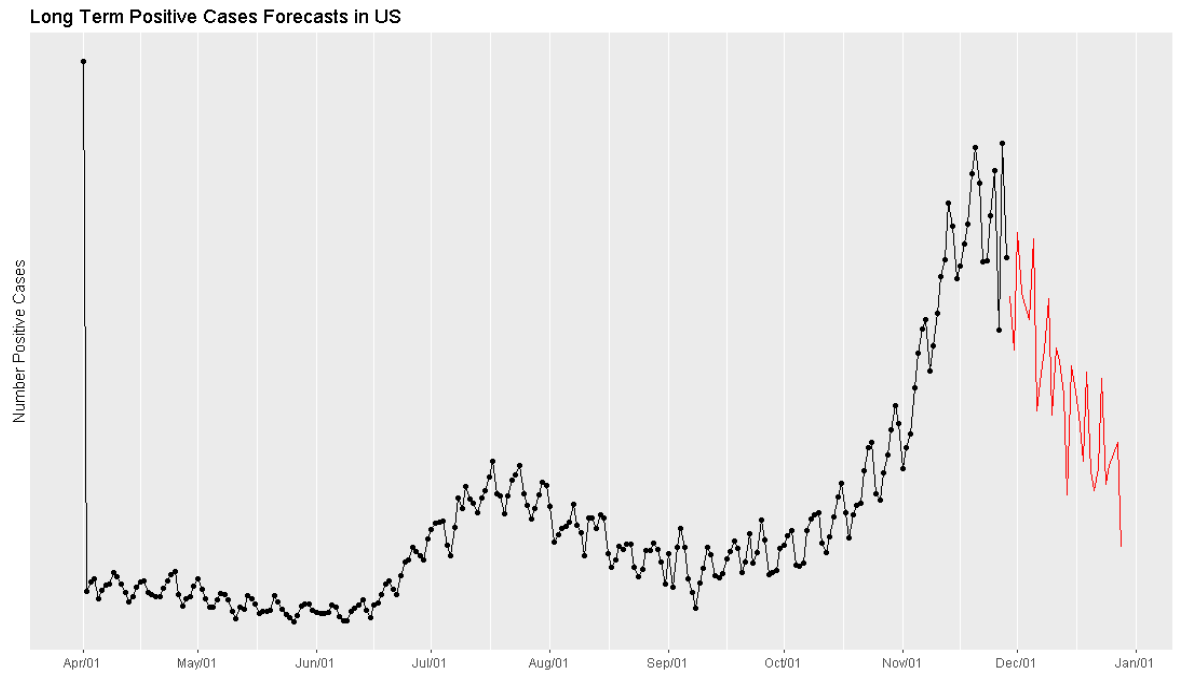 Long Term Positive Cases Forecasts in US
Number Positive Cases
Apr/01
May/01
Jun/01
Jul/01
Aug/01
Sep/01
Oct/01
Nov/01
Dec/01
Jan/01